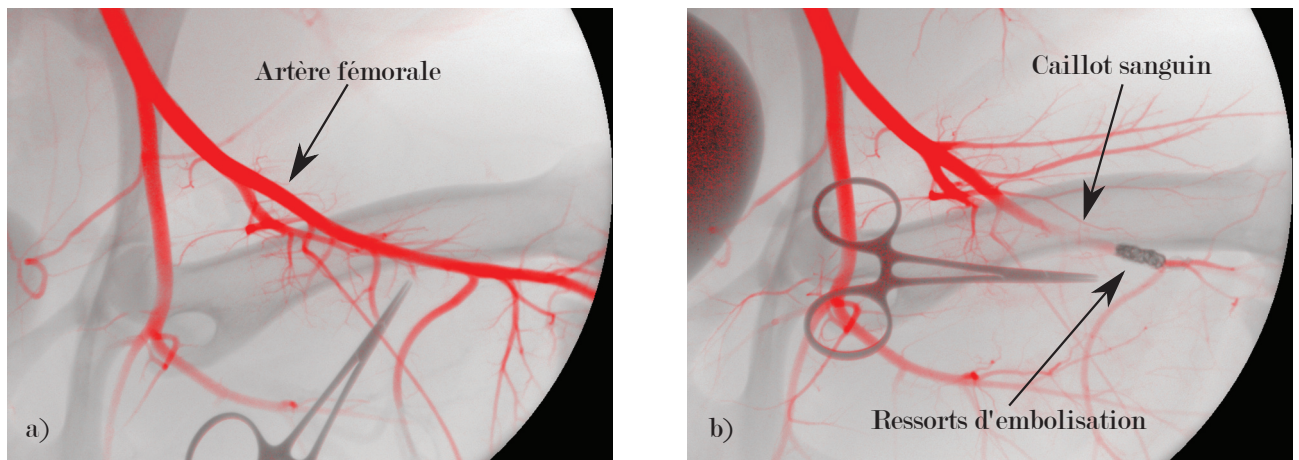 Artère fémorale
a)
Caillot sanguin
Ressorts d'embolisation
b)